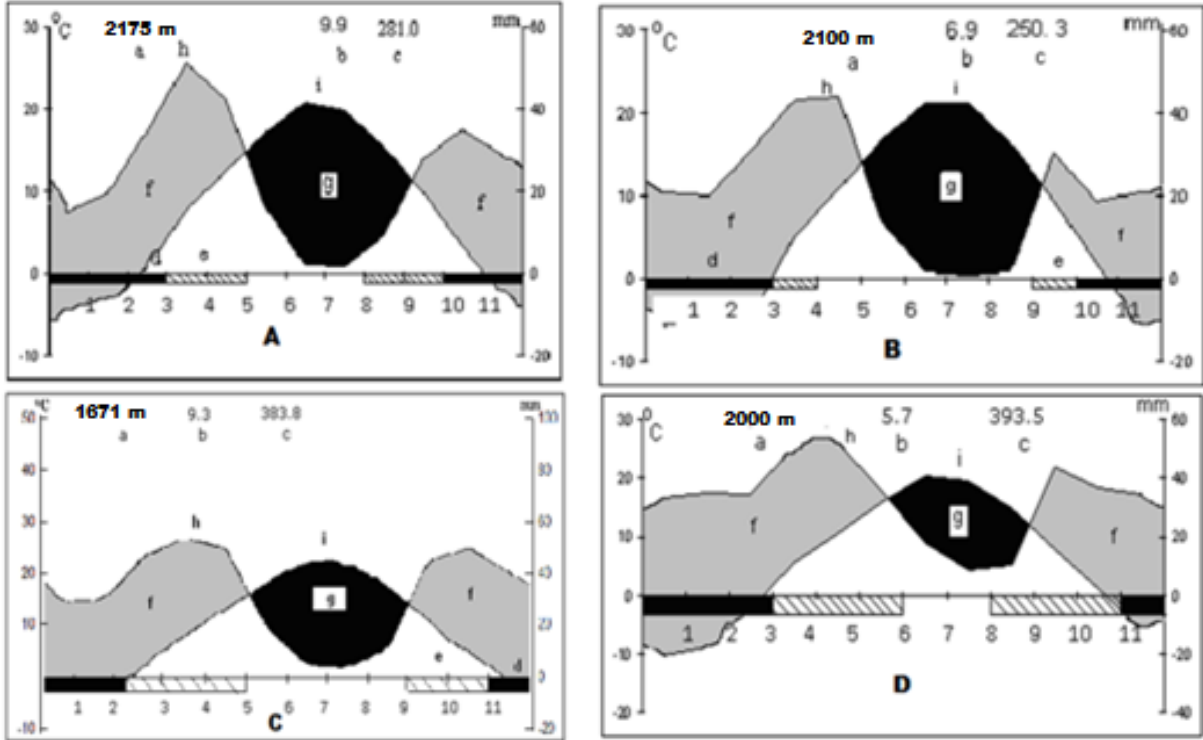 30 °C 2175 m 9.9 281.0 mm 60
a h b c
i
20 40
f g f
10 20
d e
0 0
1 2 3 4 5 6 7 8 9 10 11
-10 A -20
30 °C 2100 m 6.9 250.3 mm 60
a b c
h i
20 40
g
10 20
f f
d e
0 0
1 2 3 4 5 6 7 8 9 10 11
-10 B -20
50 °C 1671 m 9.3 383.8 mm 100
a b c
40 80
30 60
h i
20 40
f g f
10 20
e d
0 0
1 2 3 4 5 6 7 8 9 10 11
-10 C -20
30 °C 2000 m 5.7 393.5 mm 60
a h b c
i
20 40
f g f
10 20
0 0
1 2 3 4 5 6 7 8 9 10 11
-10 -20
D
-20 -40